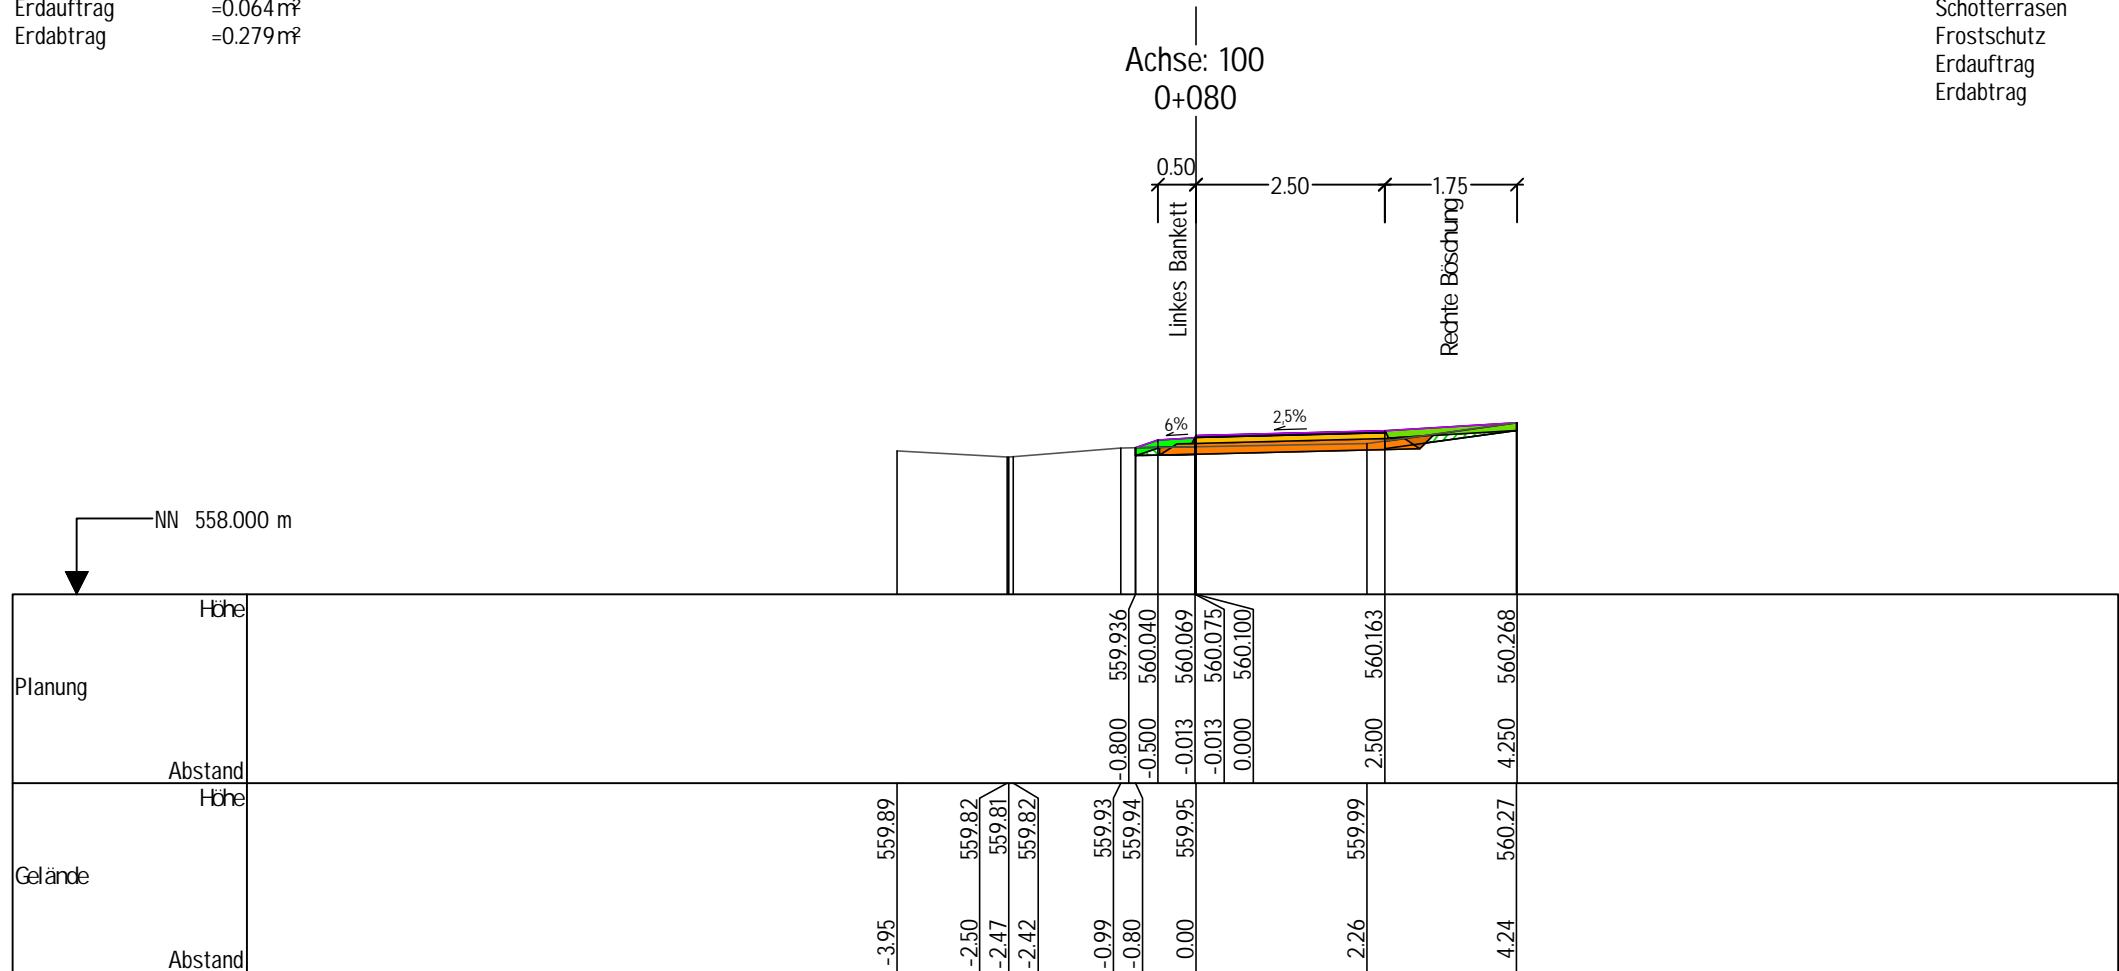 Erdauftrag =0.064 m²
Erdabtrag =0.279 m²
Schotterrasen
Frostschutz
Erdauftrag
Erdabtrag
Achse: 100
0+080
0.50
2.50
1.75
Linkes Bankett
Rechte Böschung
6%
2,5%
NN 558.000 m
Höhe
559.936
560.040
560.069
560.075
560.100
560.163
560.268
Planung
-0.800
-0.500
-0.013
-0.013
0.000
2.500
4.250
Abstand
Höhe
559.89
559.82
559.81
559.82
559.93
559.94
559.95
559.99
560.27
Gelände
-3.95
-2.50
-2.47
-2.42
-0.99
-0.80
0.00
2.26
4.24
Abstand